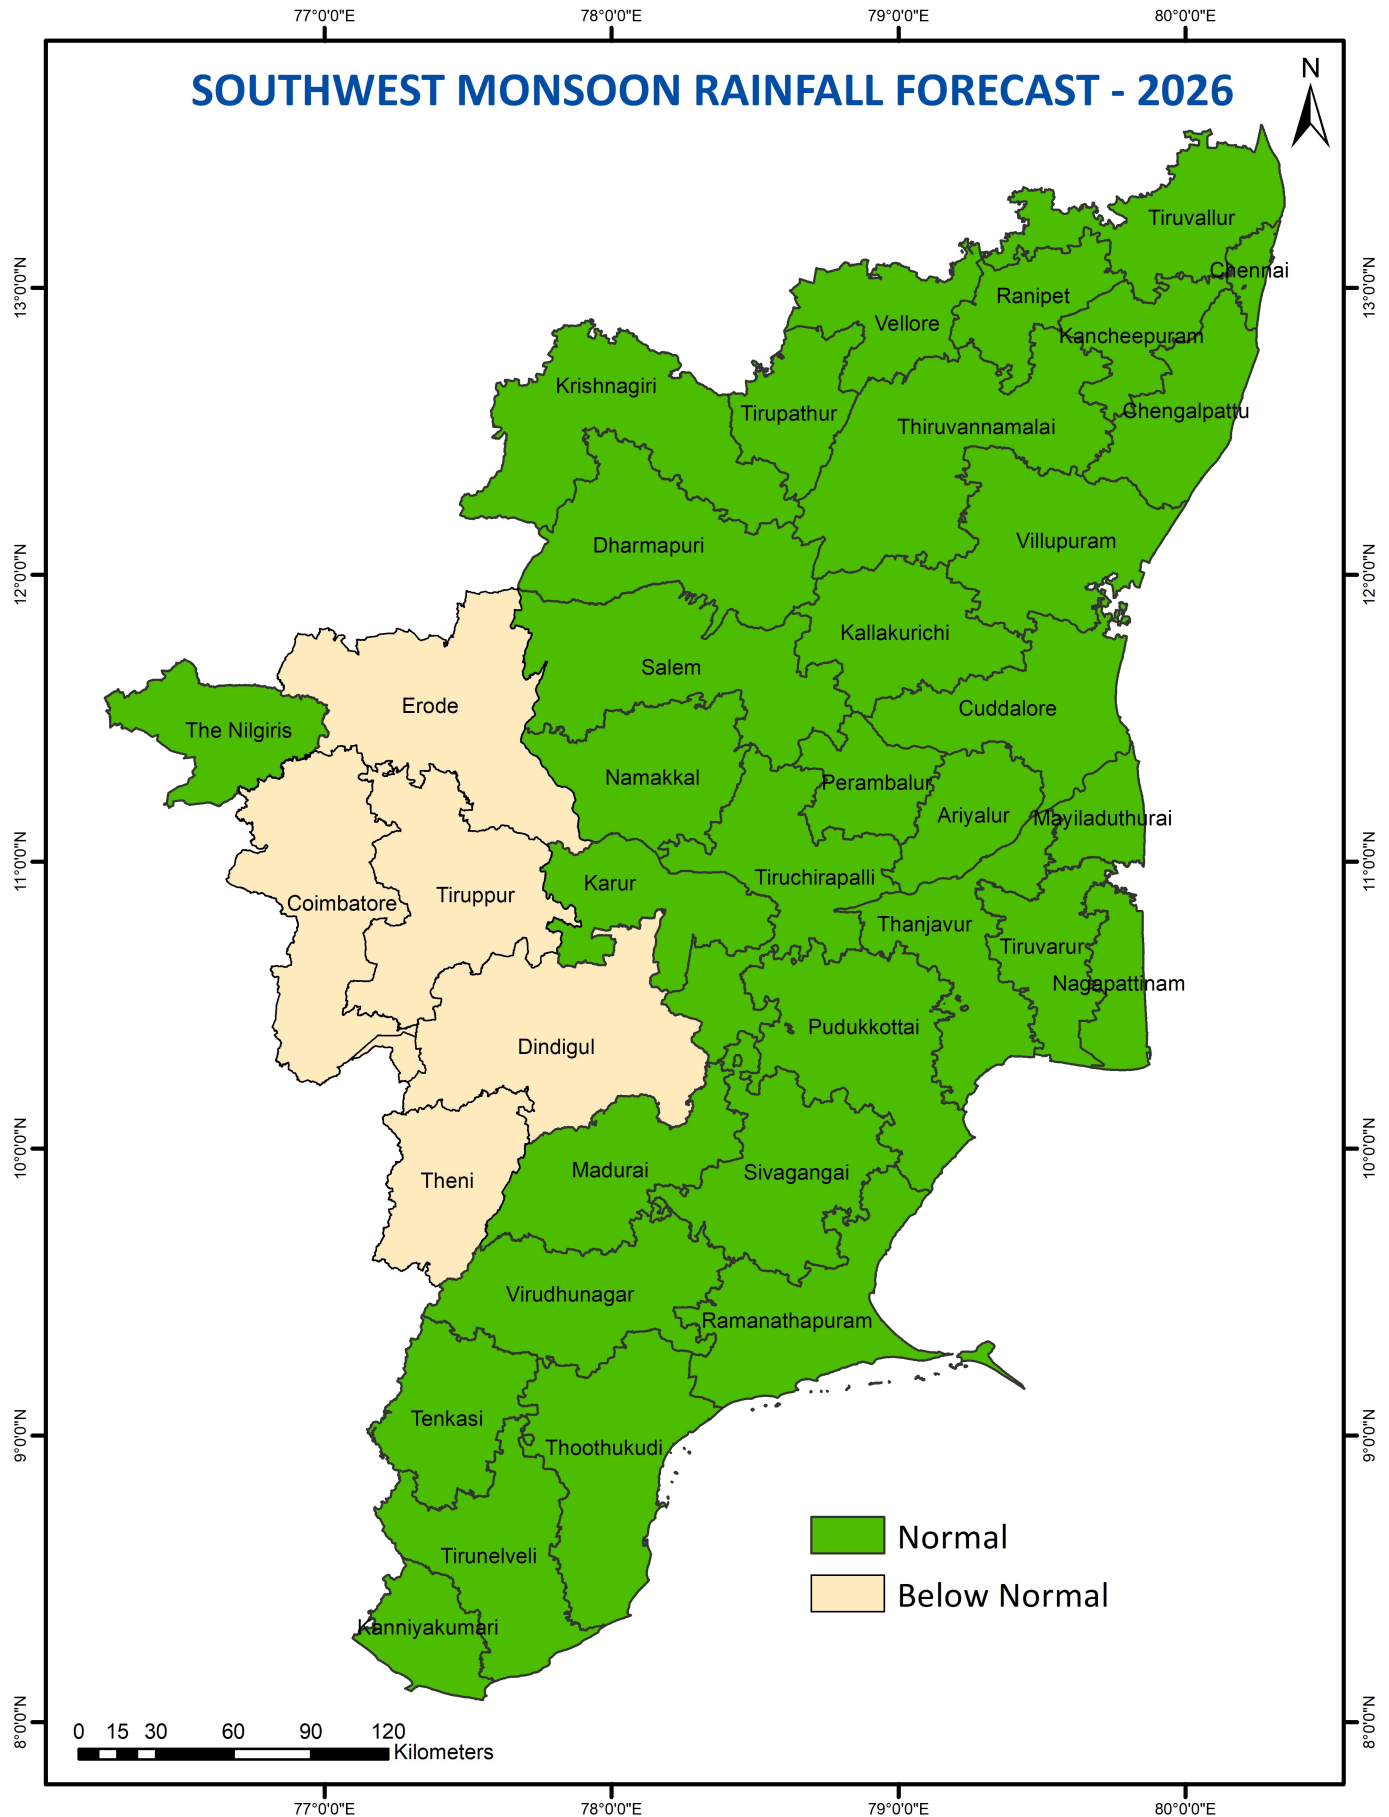 77°0'0"E 78°0'0"E 79°0'0"E 80°0'0"E
SOUTHWEST MONSOON RAINFALL FORECAST - 2026
N
Tiruvallur
Chennai
13°0'0"N 13°0'0"N
Ranipet
Vellore
Kancheepuram
Krishnagiri
Tirupathur
Chengalpattu
Thiruvannamalai
Villupuram
Dharmapuri
12°0'0"N 12°0'0"N
Kallakurichi
Salem
Erode
Cuddalore
The Nilgiris
Namakkal
Perambalur
Ariyalur
Mayiladuthurai
11°0'0"N 11°0'0"N
Tiruchirapalli
Karur
Tiruppur
Coimbatore
Thanjavur
Tiruvarur
Nagapattinam
Pudukkottai
Dindigul
10°0'0"N 10°0'0"N
Madurai
Sivagangai
Theni
Virudhunagar
Ramanathapuram
Tenkasi
9°0'0"N 9°0'0"N
Thoothukudi
Normal
Tirunelveli
Below Normal
Kanniyakumari
8°0'0"N 8°0'0"N
0 15 30 60 90 120
Kilometers
77°0'0"E 78°0'0"E 79°0'0"E 80°0'0"E